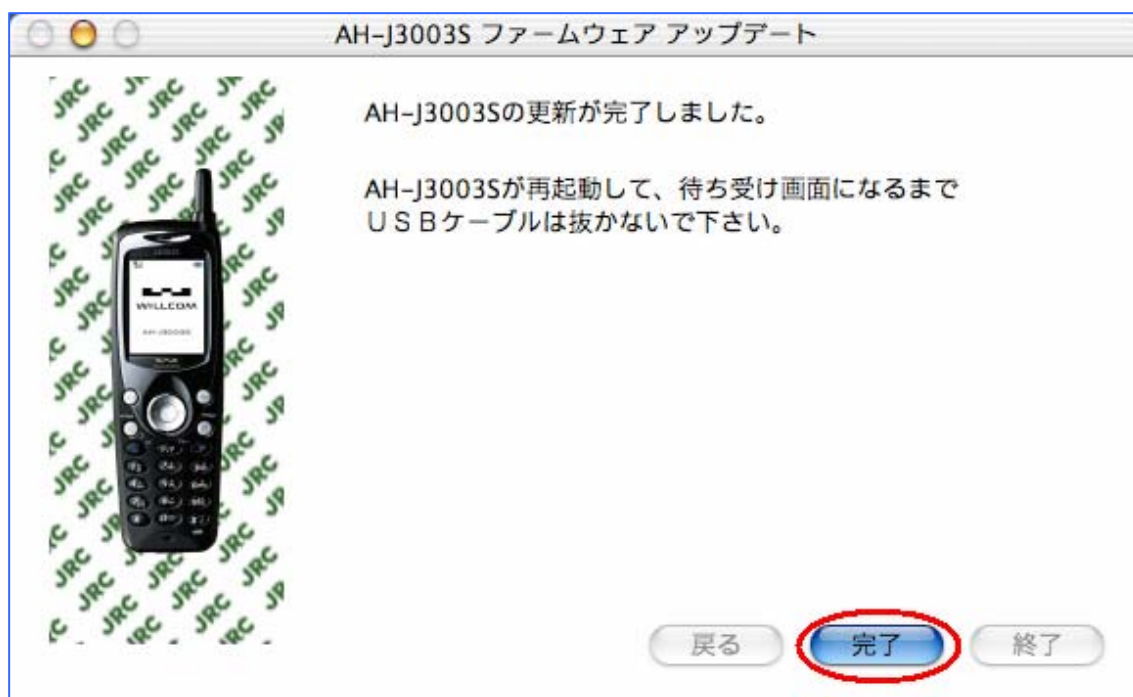 AH-J3003S ファームウェア アップデート
AH-J3003Sの更新が完了しました。
AH-J3003Sが再起動して、待ち受け画面になるまで
ＵＳＢケーブルは抜かないで下さい。
JRC
WILLCOM
AH-J3003S
戻る
完了
終了